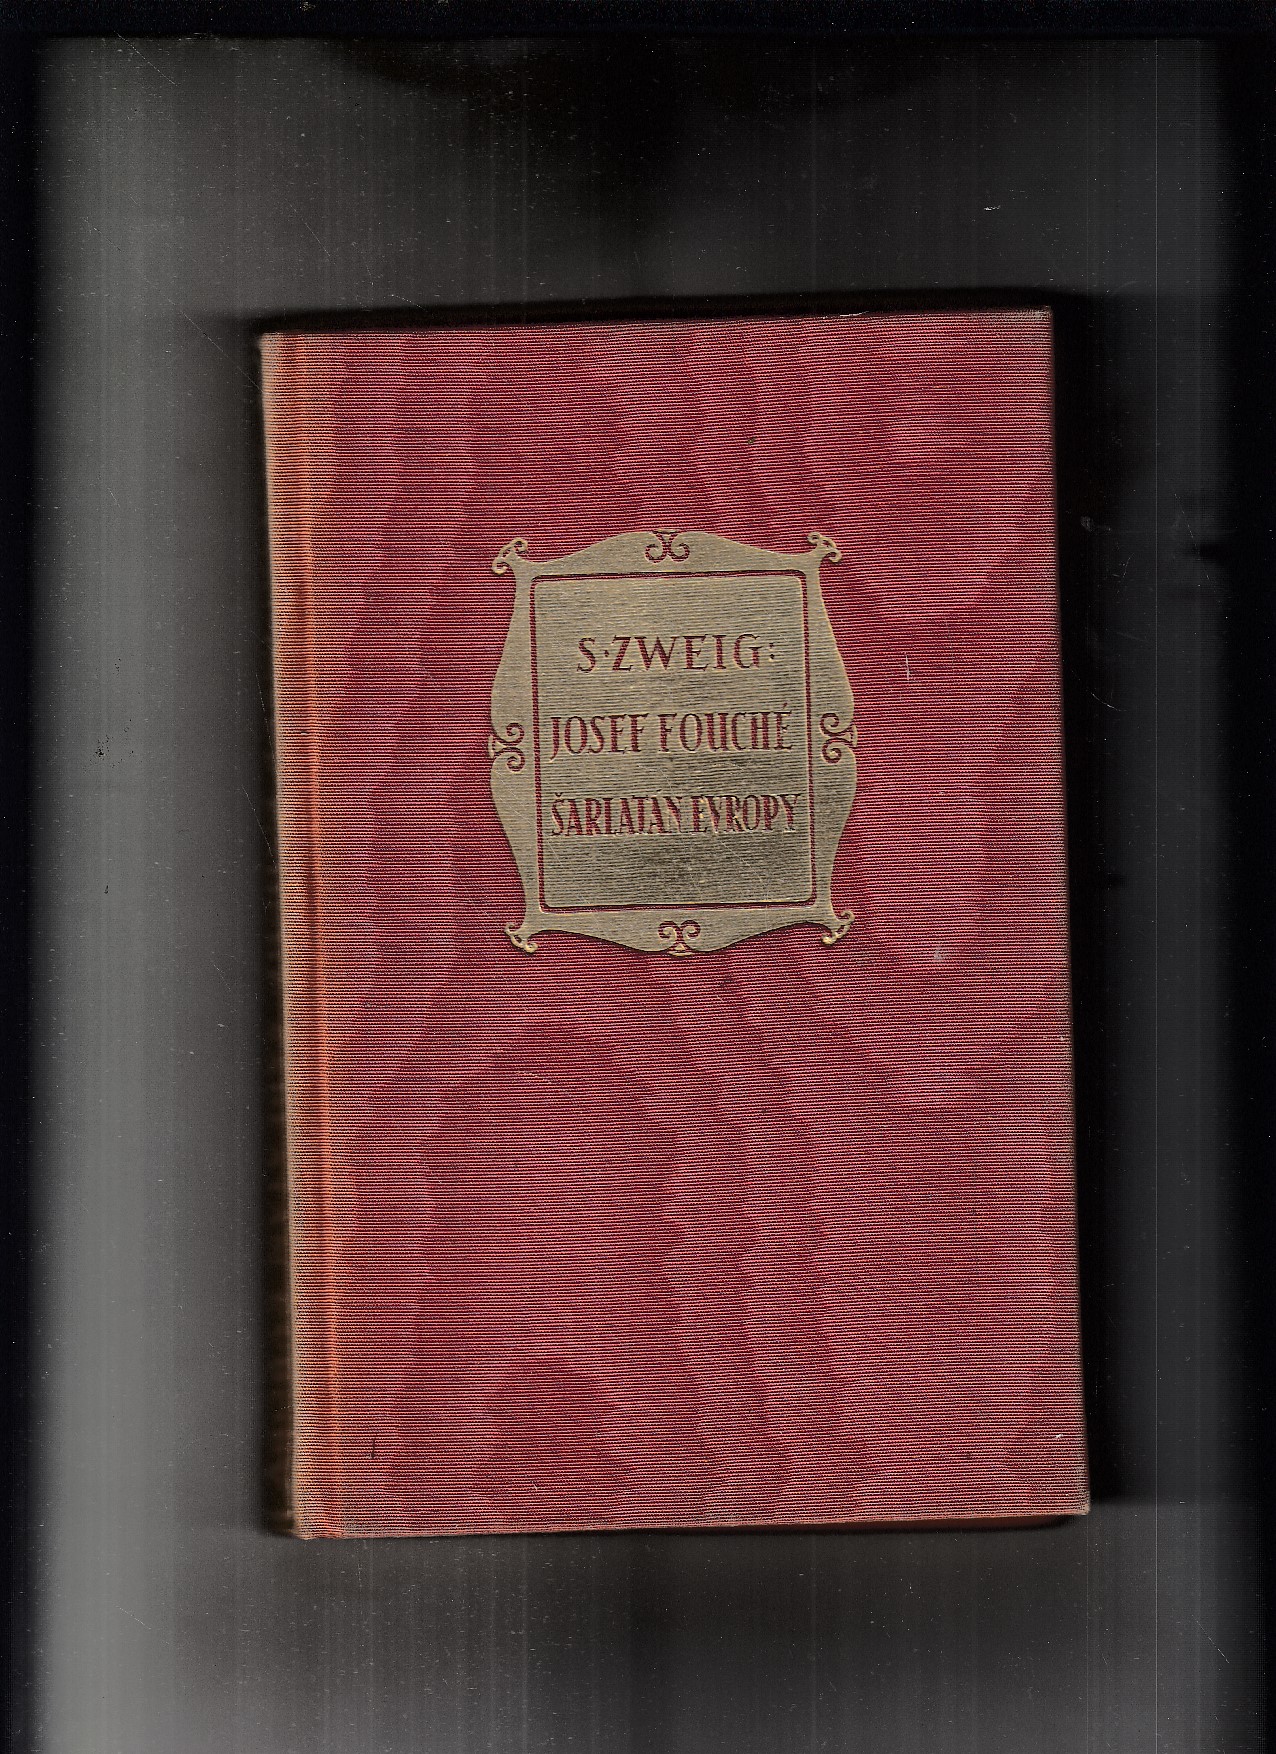 S·ZWEIG:
JOSEF FOUCHÉ
ŠARLATÁN EVROPY